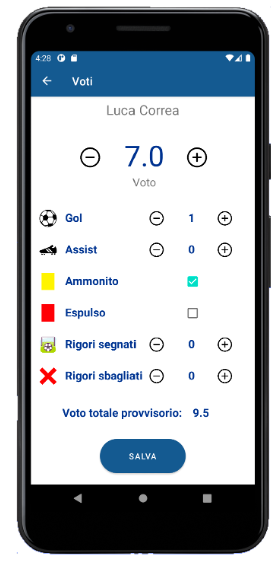 4:28
Voti
Luca Correa
7.0
Voto
Gol 1
Assist 0
Ammonito
Espulso
Rigori segnati 0
Rigori sbagliati 0
Voto totale provvisorio: 9.5
SALVA